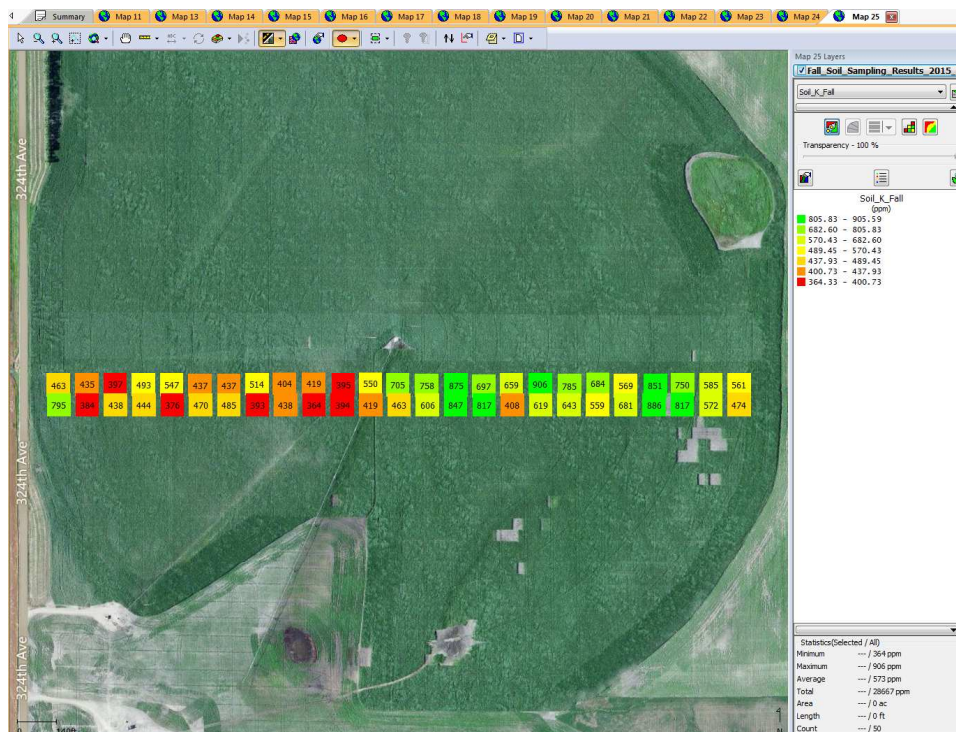 Summary Map 11 Map 13 Map 14 Map 15 Map 16 Map 17 Map 18 Map 19 Map 20 Map 21 Map 22 Map 23 Map 24 Map 25
Map 25 Layers
Fall_Soil_Sampling_Results_2015_
Soil_K_Fall
Transparency - 100 %
Soil_K_Fall
(ppm)
805.83 - 905.59
682.60 - 805.83
570.43 - 682.60
489.45 - 570.43
437.93 - 489.45
400.73 - 437.93
364.33 - 400.73
324th Ave
463 435 397 493 547 437 437 514 404 419 395 550 705 758 875 697 659 906 785 684 569 851 750 585 561
795 384 438 444 376 470 485 393 438 364 394 419 463 606 847 817 408 619 643 559 681 886 817 572 474
324th Ave
324th Ave
Statistics(Selected / All)
Minimum --- / 364 ppm
Maximum --- / 906 ppm
Average --- / 573 ppm
Total --- / 28667 ppm
Area --- / 0 ac
Length --- / 0 ft
Count --- / 50
0
N